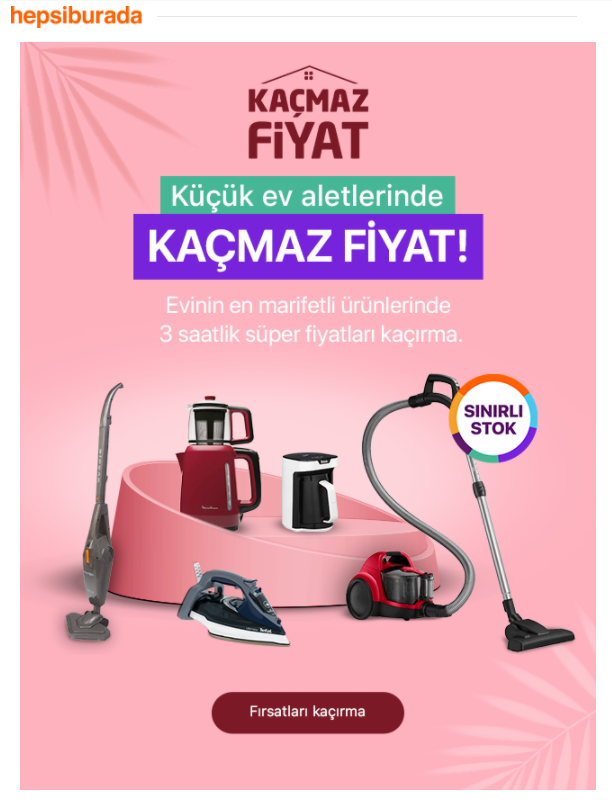 hepsiburada
KAÇMAZ
FİYAT
Küçük ev aletlerinde
KAÇMAZ FİYAT!
Evinin en marifetli ürünlerinde
3 saatlik süper fiyatları kaçırma.
SINIRLI
STOK
Tefal
Fırsatları kaçırma